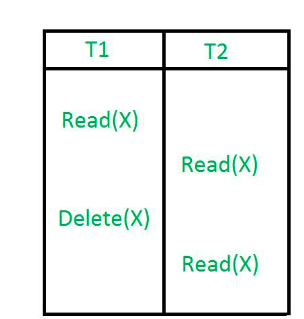 T1 T2
Read(X)
Read(X)
Delete(X)
Read(X)